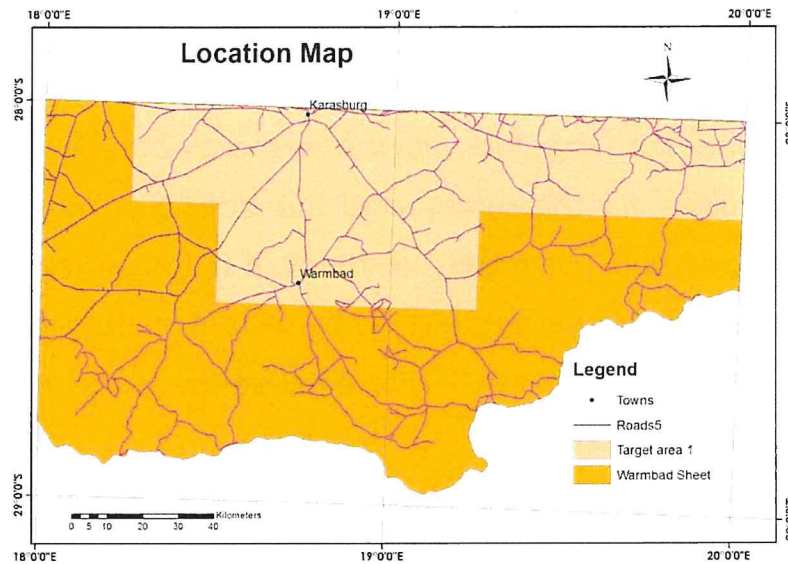 18°0'0"E
19°0'0"E
20°0'0"E
Location Map
N
28°0'0"S
Karasburg
Warmbad
Legend
Towns
Roads5
Target area 1
Warmbad Sheet
29°0'0"S
Kilometers
0 5 10 20 30 40
18°0'0"E
19°0'0"E
20°0'0"E